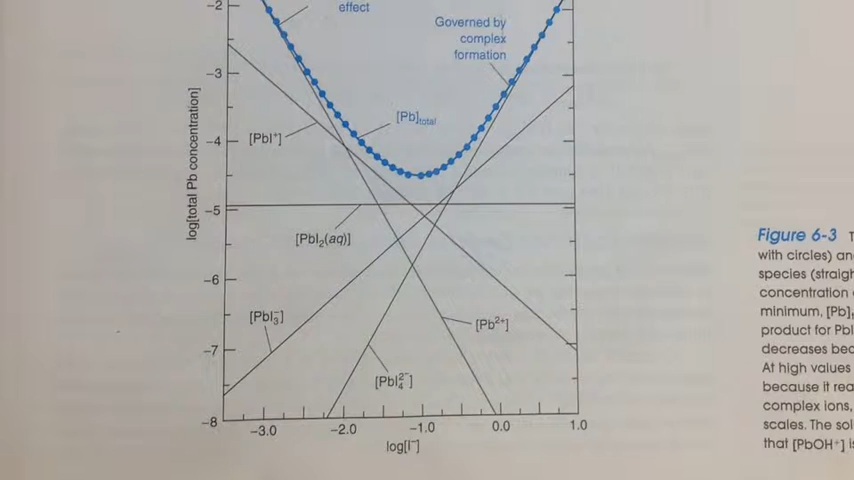 effect
Governed by
complex
formation
−2
−3
−4
−5
−6
−7
−8
log[total Pb concentration]
[Pb]total
[PbI⁺]
[PbI₂(aq)]
[PbI₃⁻]
[Pb²⁺]
[PbI₄²⁻]
−3.0 −2.0 −1.0 0.0 1.0
log[I⁻]
Figure 6-3
with circles) an
species (straigh
concentration
minimum, [Pb]
product for PbI
decreases bec
At high values
because it rea
complex ions,
scales. The sol
that [PbOH⁺] is